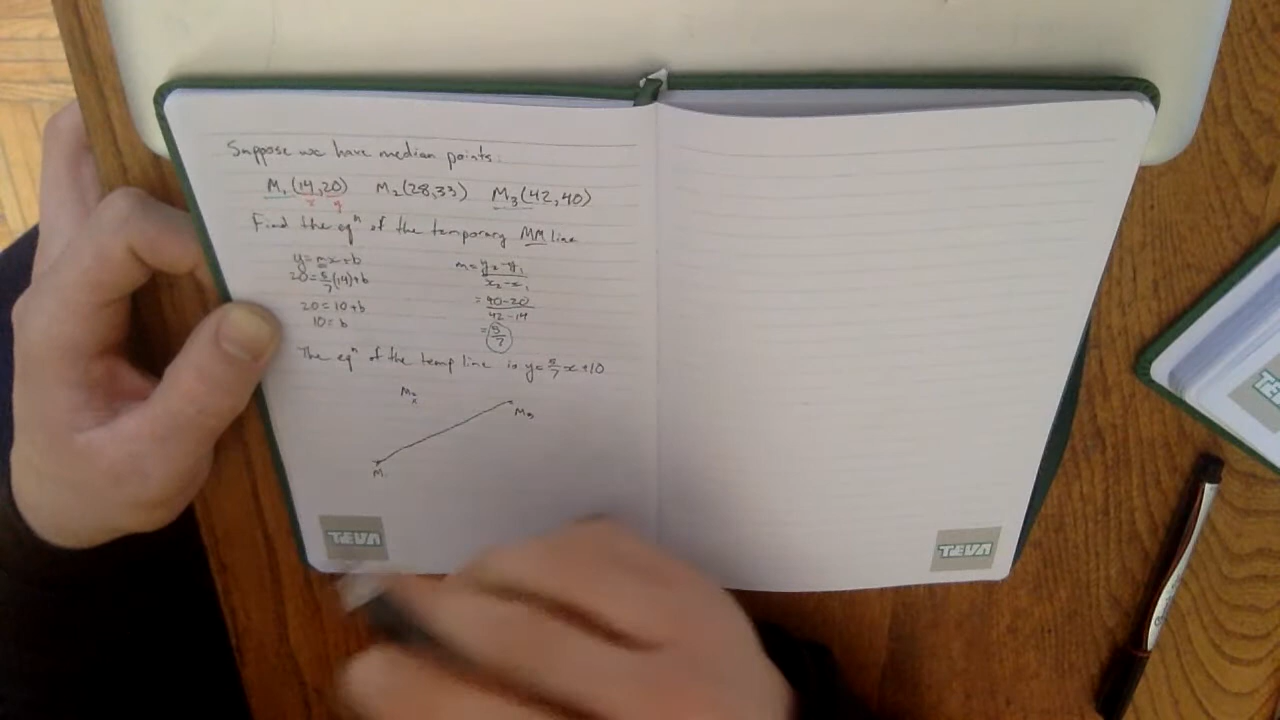 Suppose we have median points:
M₁(14,20) M₂(28,33) M₃(42,40)
x y
Find the eqⁿ of the temporary MM line
y=mx+b
20=5/7(14)+b
20=10+b
10=b
m=y₂-y₁/x₂-x₁
=40-20/42-14
=5/7
The eqⁿ of the temp line is y=5/7x+10
M₂
x
M₃
M₁
TEVA
TEVA